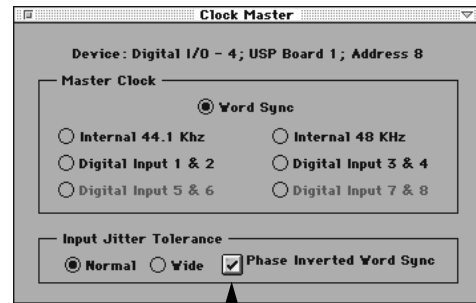 Clock Master
Device: Digital I/O - 4; USP Board 1; Address 8
Master Clock
Word Sync
Internal 44.1 Khz Internal 48 KHz
Digital Input 1 & 2 Digital Input 3 & 4
Digital Input 5 & 6 Digital Input 7 & 8
Input Jitter Tolerance
Normal Wide Phase Inverted Word Sync